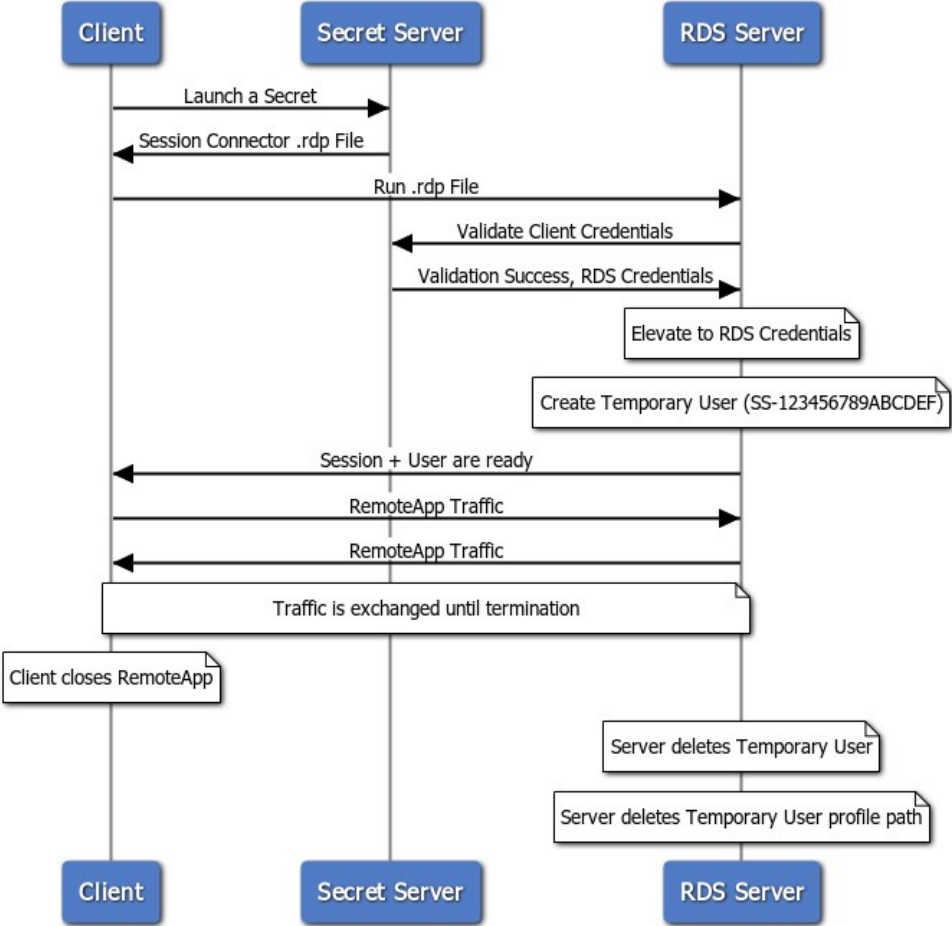 Client
Secret Server
RDS Server
Launch a Secret
Session Connector .rdp File
Run .rdp File
Validate Client Credentials
Validation Success, RDS Credentials
Elevate to RDS Credentials
Create Temporary User (SS-123456789ABCDEF)
Session + User are ready
RemoteApp Traffic
RemoteApp Traffic
Traffic is exchanged until termination
Client closes RemoteApp
Server deletes Temporary User
Server deletes Temporary User profile path
Client
Secret Server
RDS Server